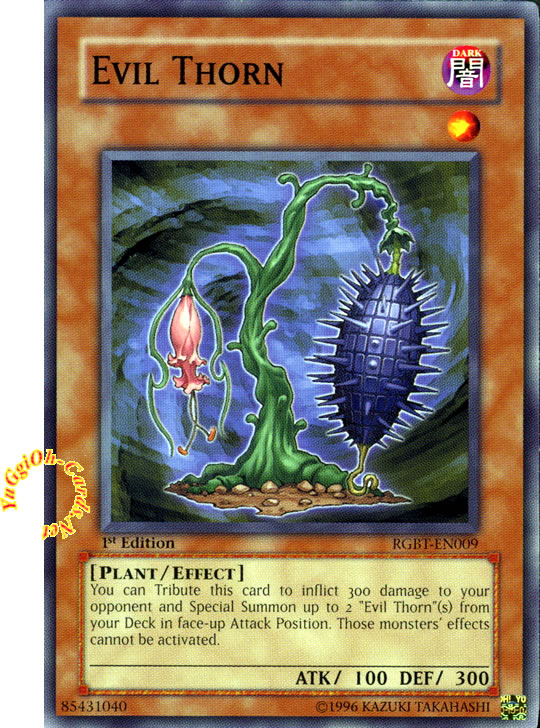 EVIL THORN
DARK
闇
1st Edition
RGBT-EN009
[PLANT/EFFECT]
You can Tribute this card to inflict 300 damage to your
opponent and Special Summon up to 2 "Evil Thorn"(s) from
your Deck in face-up Attack Position. Those monsters' effects
cannot be activated.
ATK/ 100 DEF/ 300
85431040
©1996 KAZUKI TAKAHASHI
YuGgiOh-Cards.Net